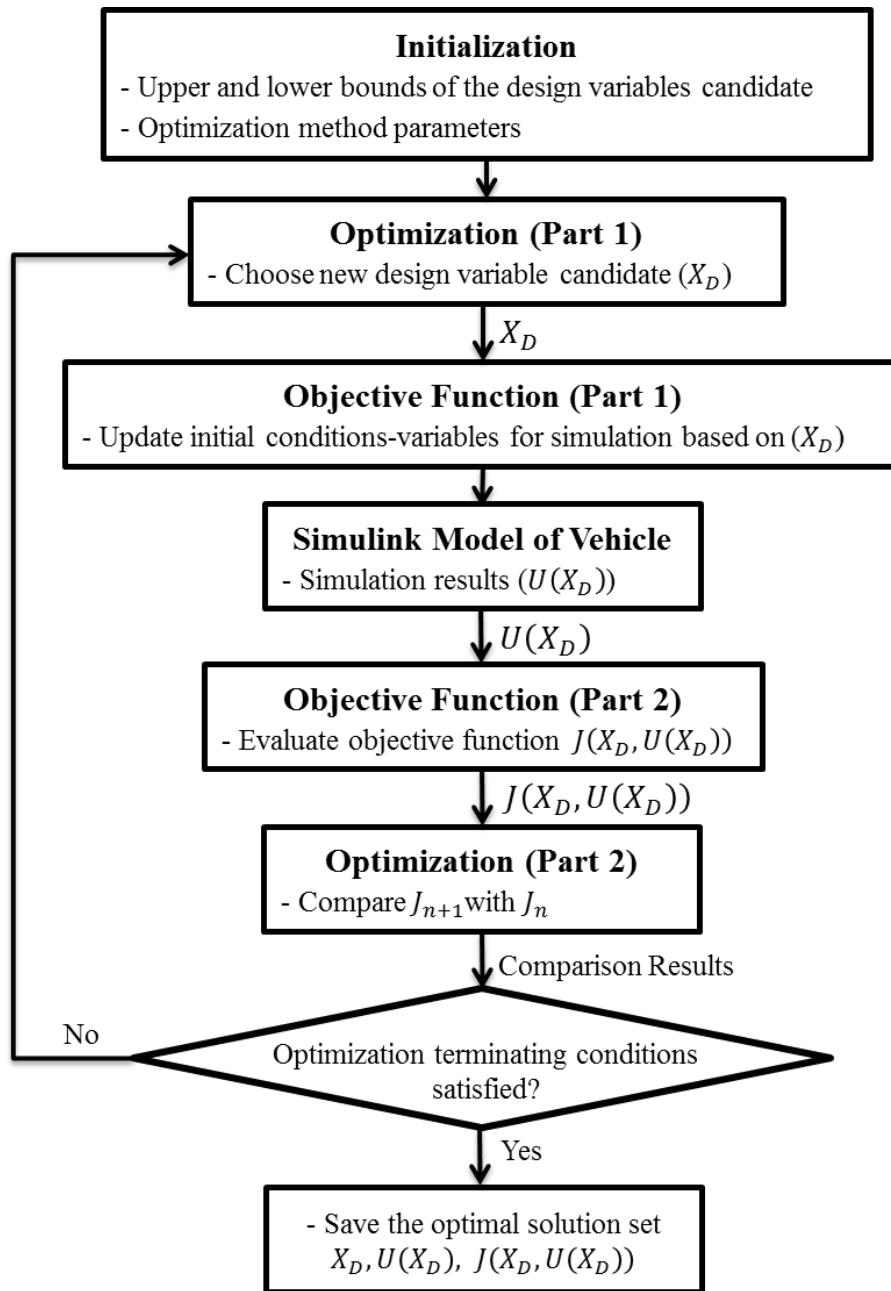 Initialization
- Upper and lower bounds of the design variables candidate
- Optimization method parameters
Optimization (Part 1)
- Choose new design variable candidate (X_D)
X_D
Objective Function (Part 1)
- Update initial conditions-variables for simulation based on (X_D)
Simulink Model of Vehicle
- Simulation results (U(X_D))
U(X_D)
Objective Function (Part 2)
- Evaluate objective function J(X_D, U(X_D))
J(X_D, U(X_D))
Optimization (Part 2)
- Compare J_{n+1} with J_n
Comparison Results
No
Optimization terminating conditions
satisfied?
Yes
- Save the optimal solution set
X_D, U(X_D), J(X_D, U(X_D))